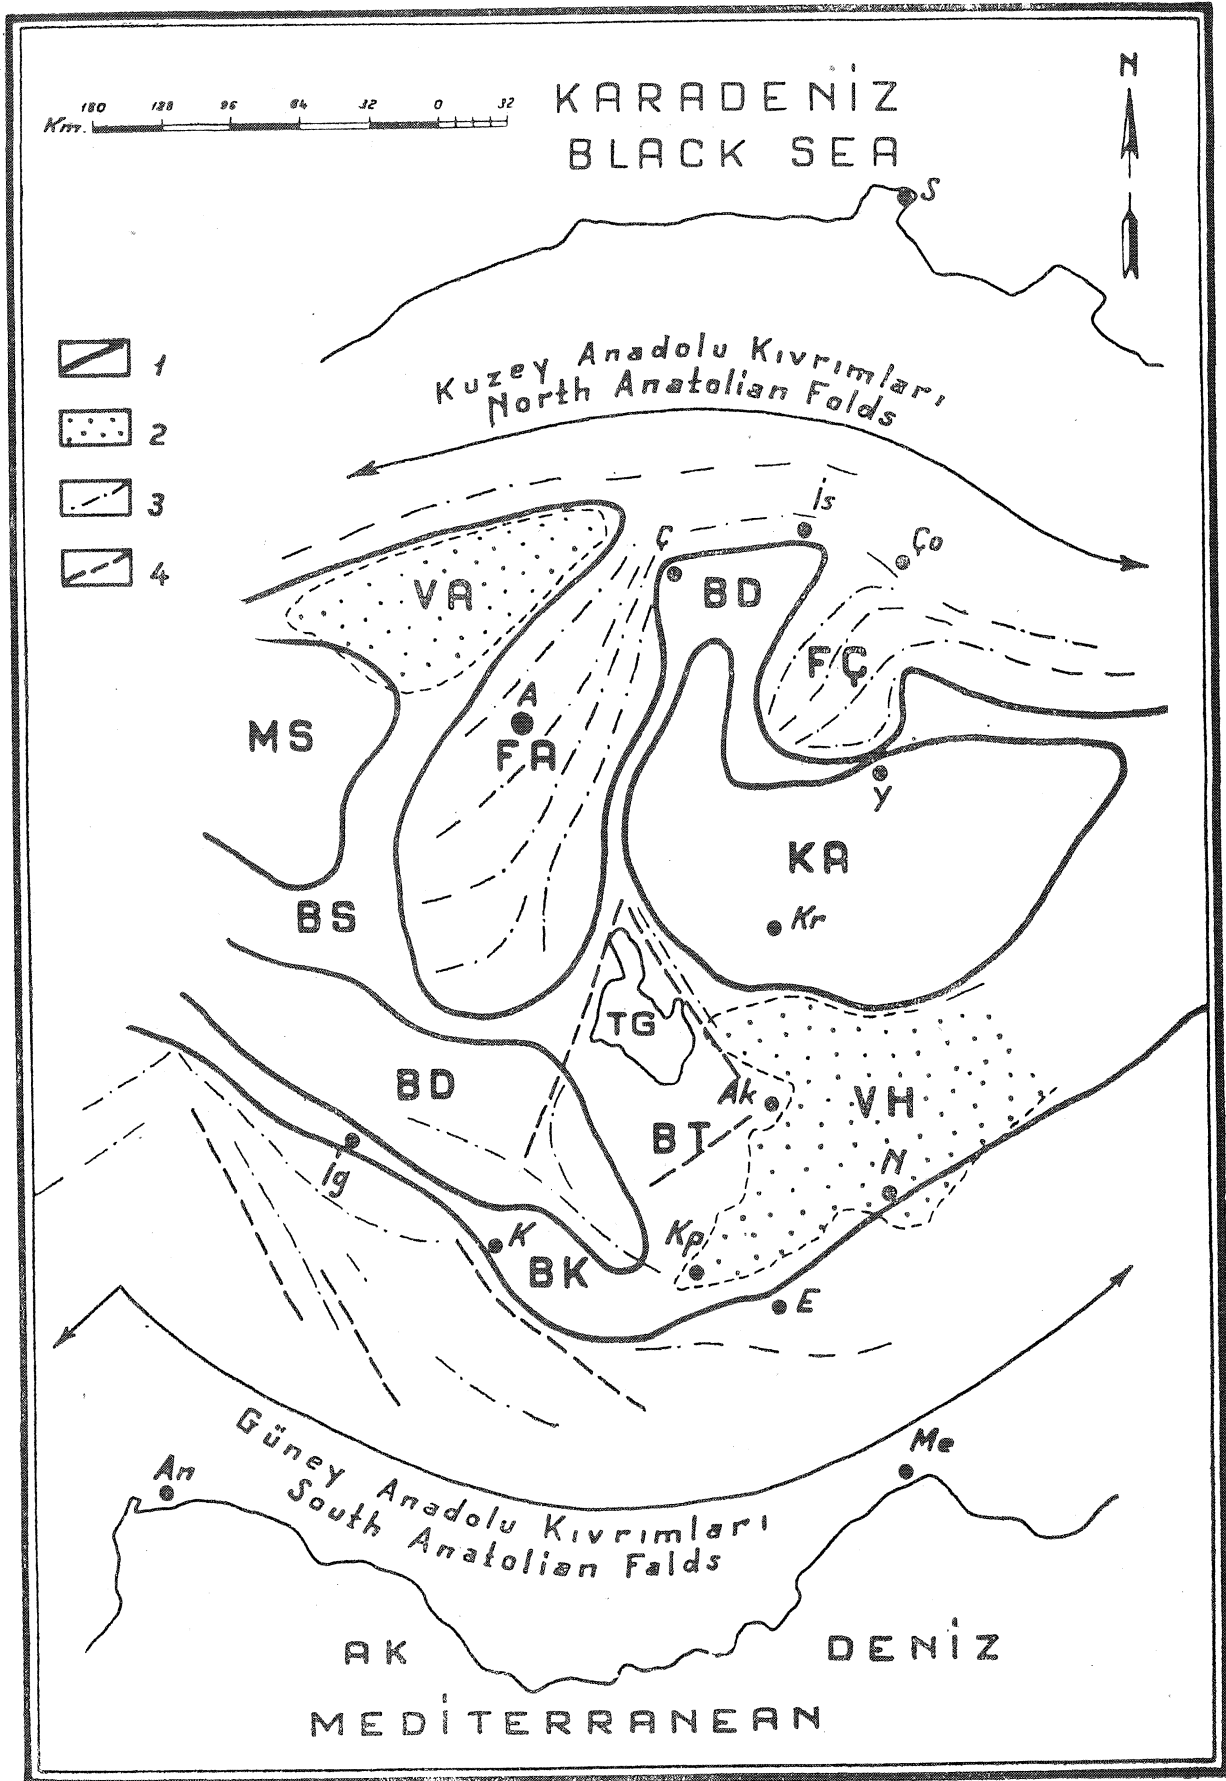 180 128 96 64 32 0 32
Km.
KARADENİZ
BLACK SEA
N
S
1
2
3
4
Kuzey Anadolu Kıvrımları,
North Anatolian Folds
İs
Ço
Ç
VA
BD
FÇ
A
FA
MS
Y
KA
BS
Kr
TG
BD
Ak
VH
BT
İg
N
K
Kp
BK
E
Me
An
Güney Anadolu Kıvrımları
South Anatolian Falds
AK DENİZ
MEDİTERRANEAN